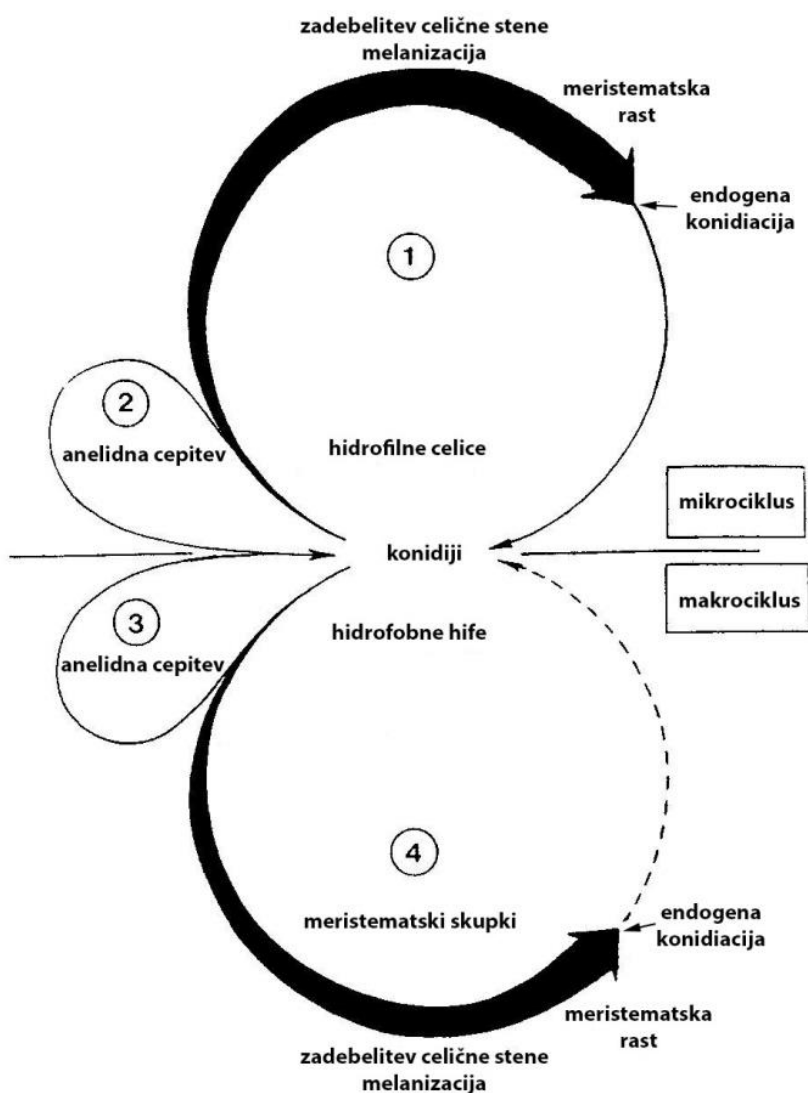 zadebelitev celične stene
melanizacija
meristematska
rast
endogena
konidiacija
1
2
anelidna cepitev
hidrofilne celice
mikrociklus
konidiji
makrociklus
3
anelidna cepitev
hidrofobne hife
4
meristematski skupki
endogena
konidiacija
meristematska
rast
zadebelitev celične stene
melanizacija